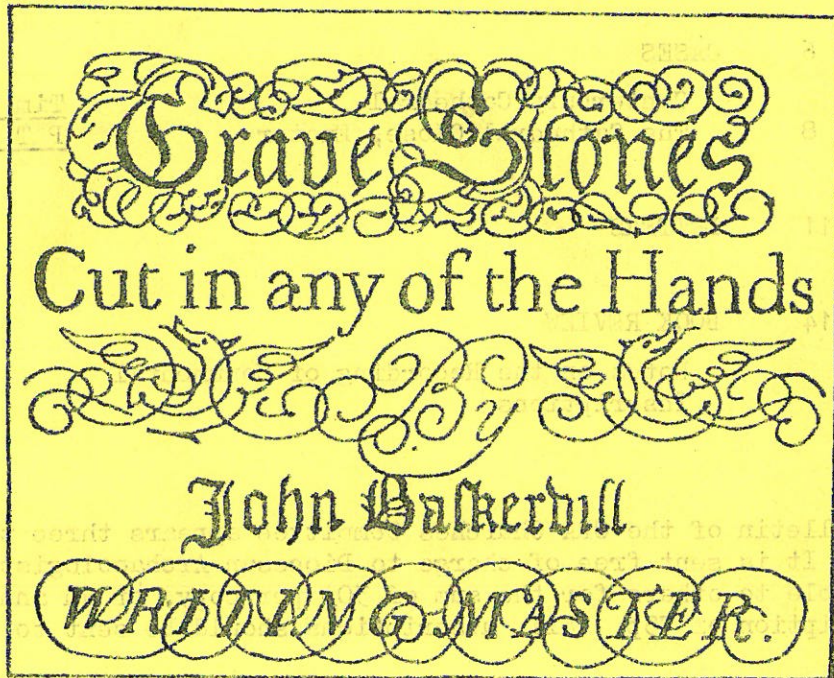 Grave Stones
Cut in any of the Hands
By
John Baſkervill
WRITING MASTER.